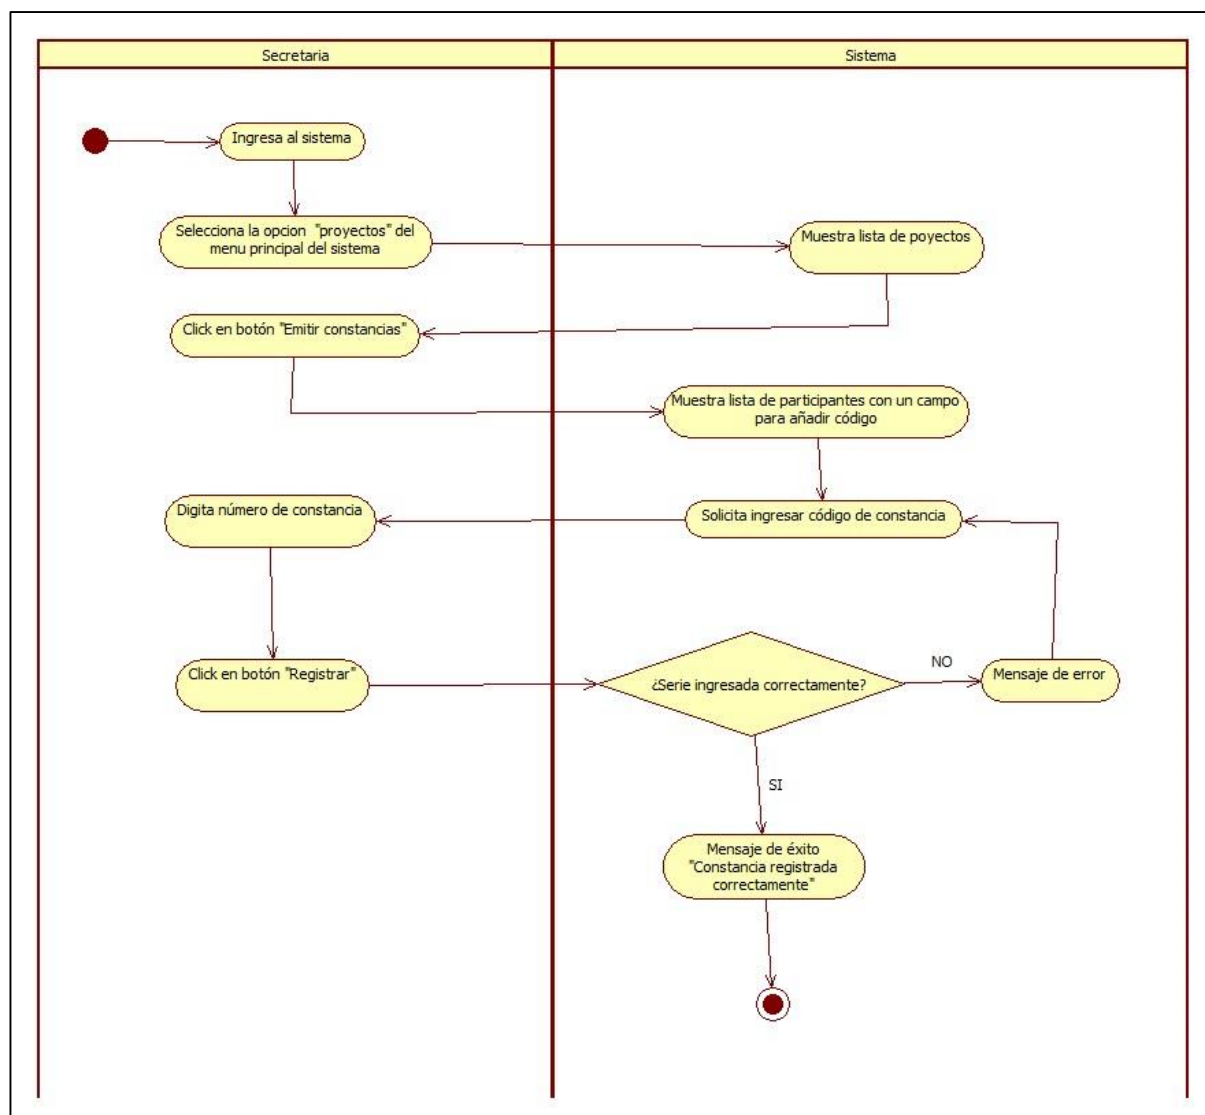 Secretaria
Sistema
Ingresa al sistema
Selecciona la opcion "proyectos" del
menu principal del sistema
Muestra lista de poyectos
Click en botón "Emitir constancias"
Muestra lista de participantes con un campo
para añadir código
Digita número de constancia
Solicita ingresar código de constancia
Click en botón "Registrar"
¿Serie ingresada correctamente?
NO
Mensaje de error
SI
Mensaje de éxito
"Constancia registrada
correctamente"